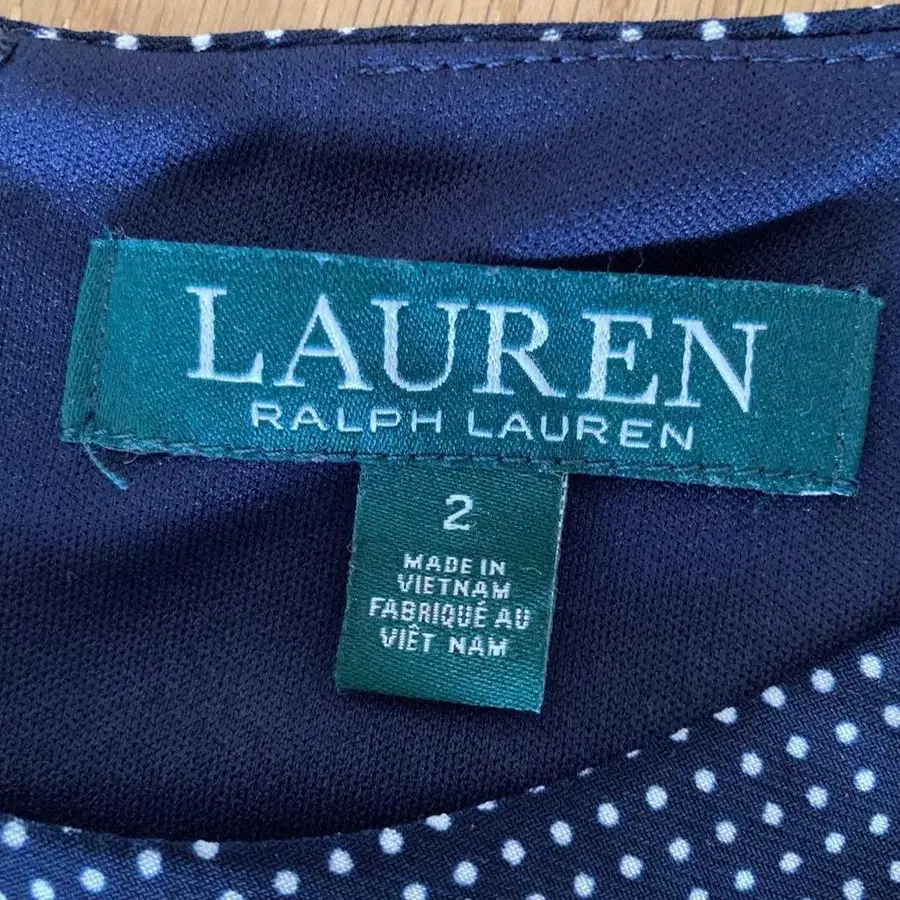 LAUREN
RALPH LAUREN
2
MADE IN
VIETNAM
FABRIQUÉ AU
VIÊT NAM